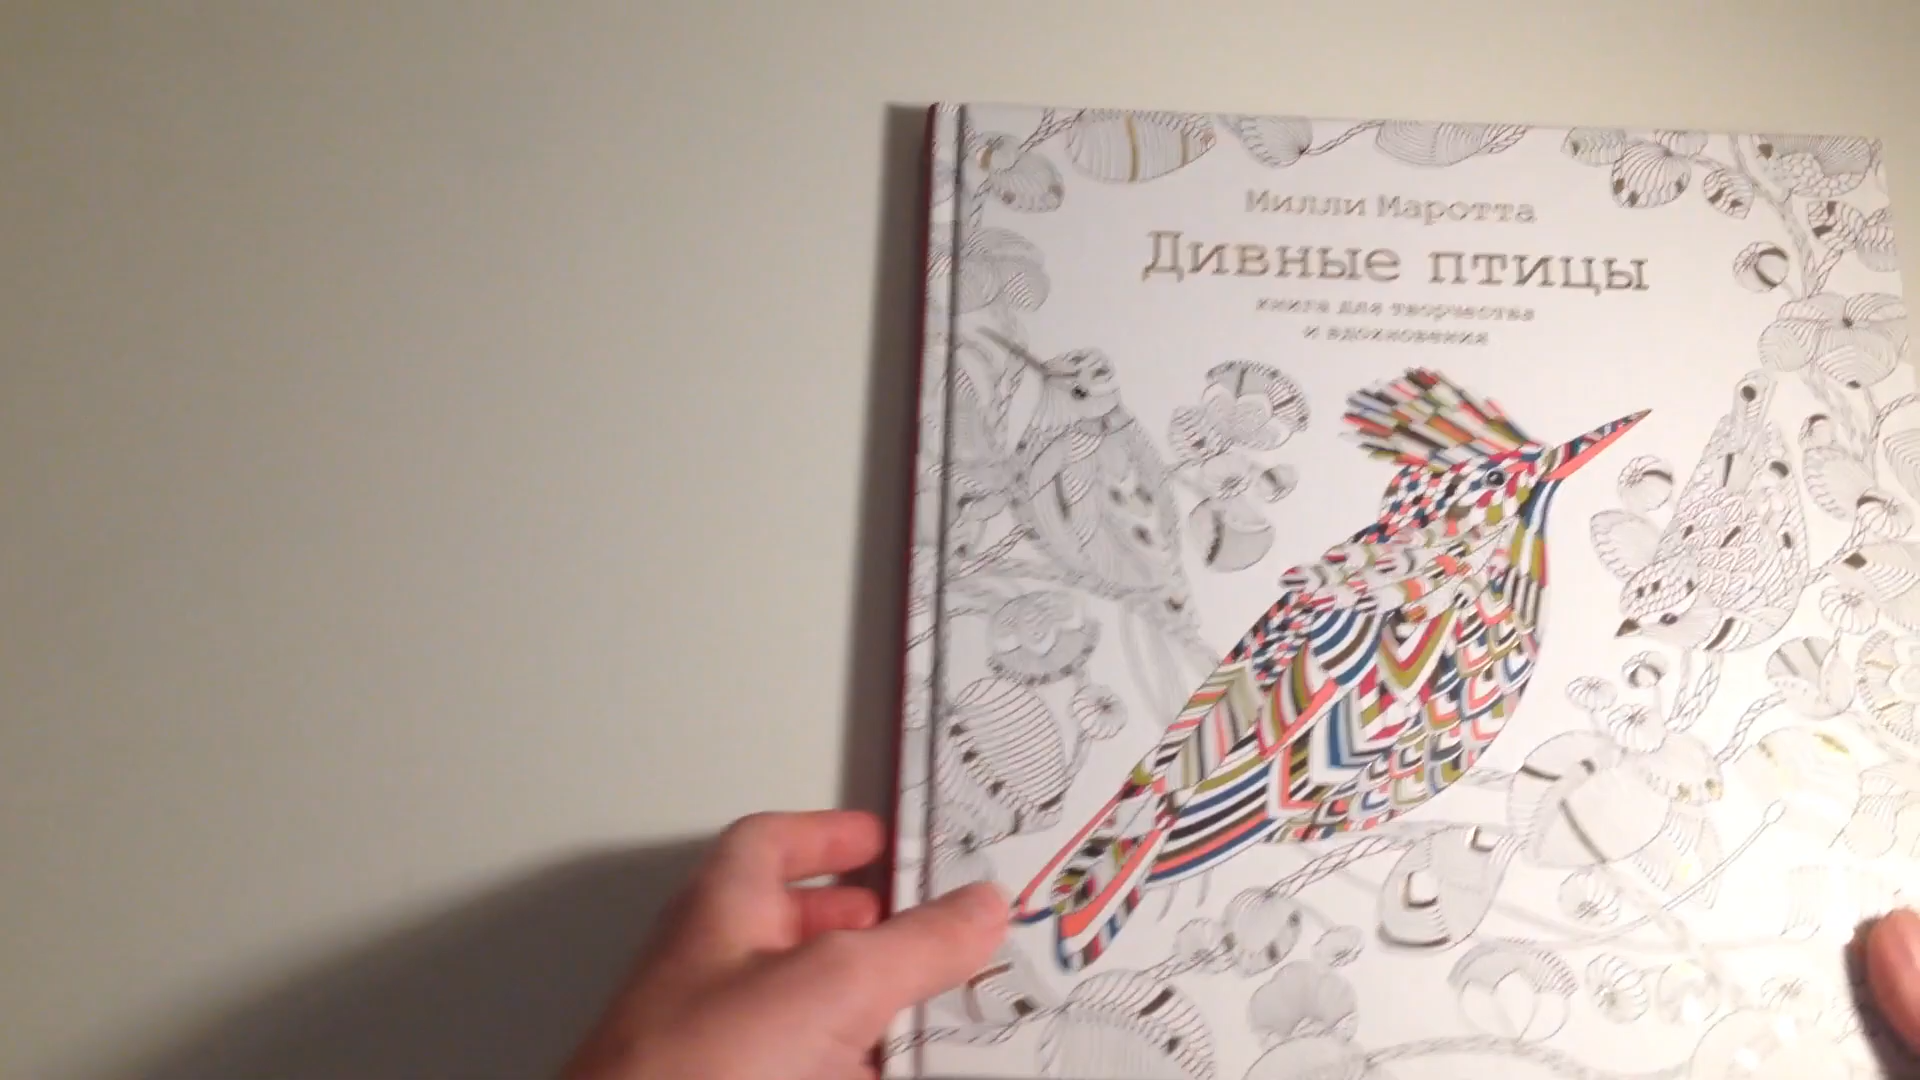 Милли Маротта
Дивные птицы
книга для творчества
и вдохновения